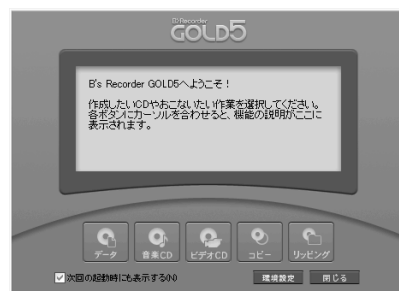 B's Recorder
GOLD5
B's Recorder GOLD5へようこそ！
作成したいCDやおこないたい作業を選択してください。
各ボタンにカーソルを合わせると、機能の説明がここに
表示されます。
データ
音楽CD
ビデオCD
コピー
リッピング
次回の起動時にも表示する(N)
環境設定
閉じる